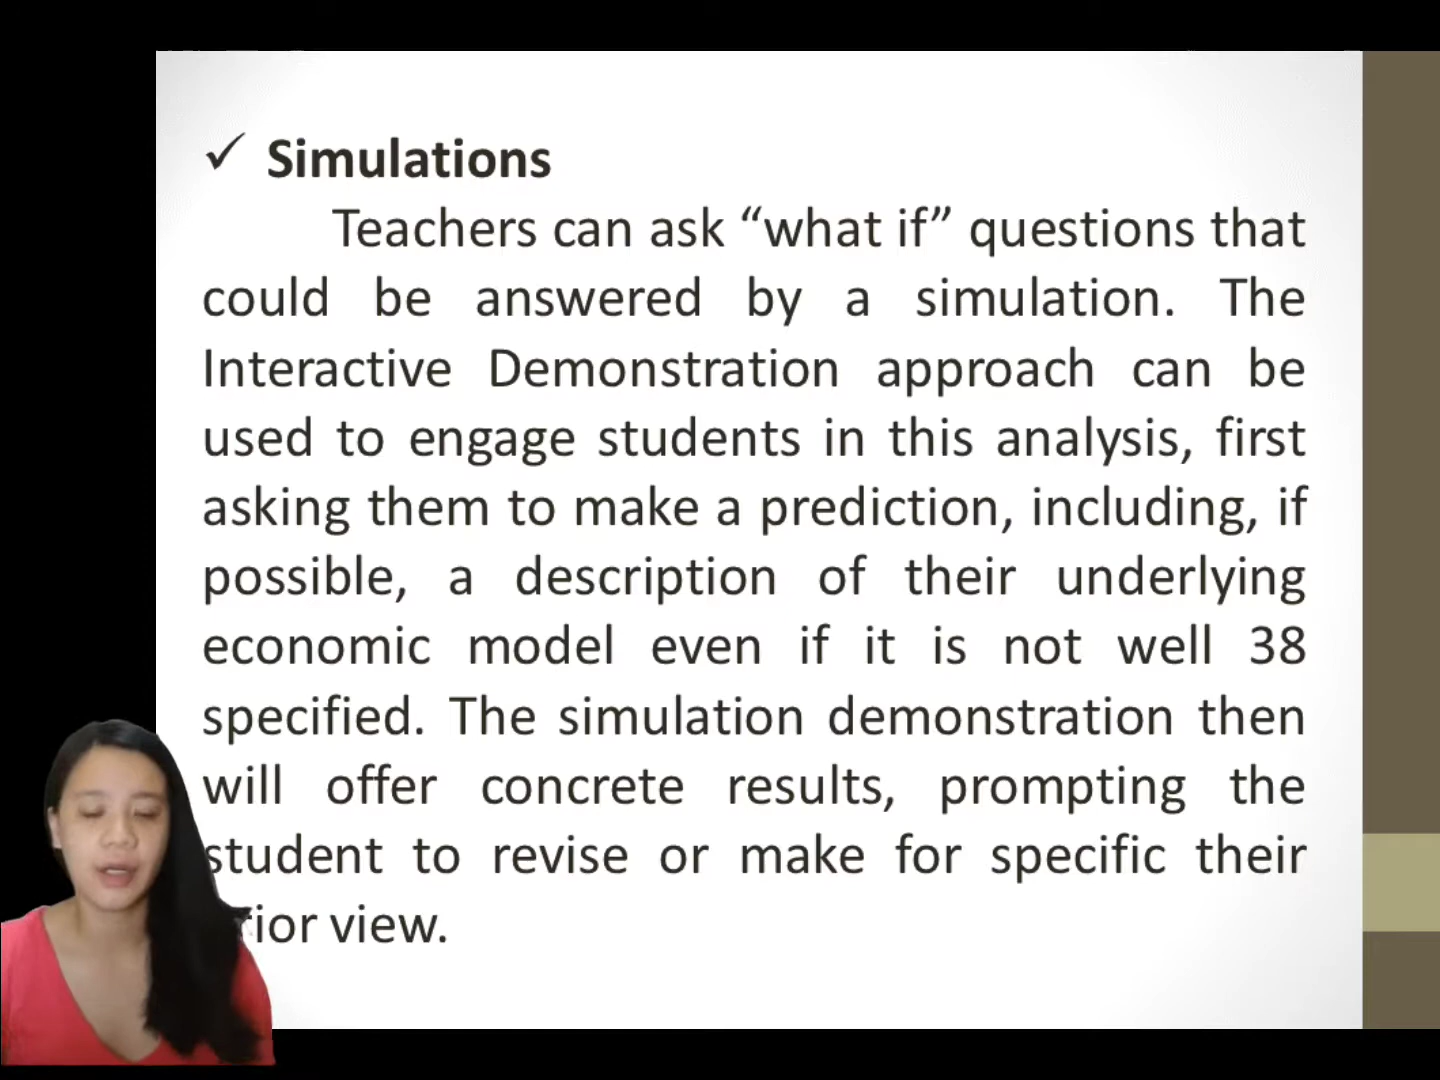 ✓ Simulations
Teachers can ask “what if” questions that
could be answered by a simulation. The
Interactive Demonstration approach can be
used to engage students in this analysis, first
asking them to make a prediction, including, if
possible, a description of their underlying
economic model even if it is not well 38
specified. The simulation demonstration then
will offer concrete results, prompting the
student to revise or make for specific their
prior view.